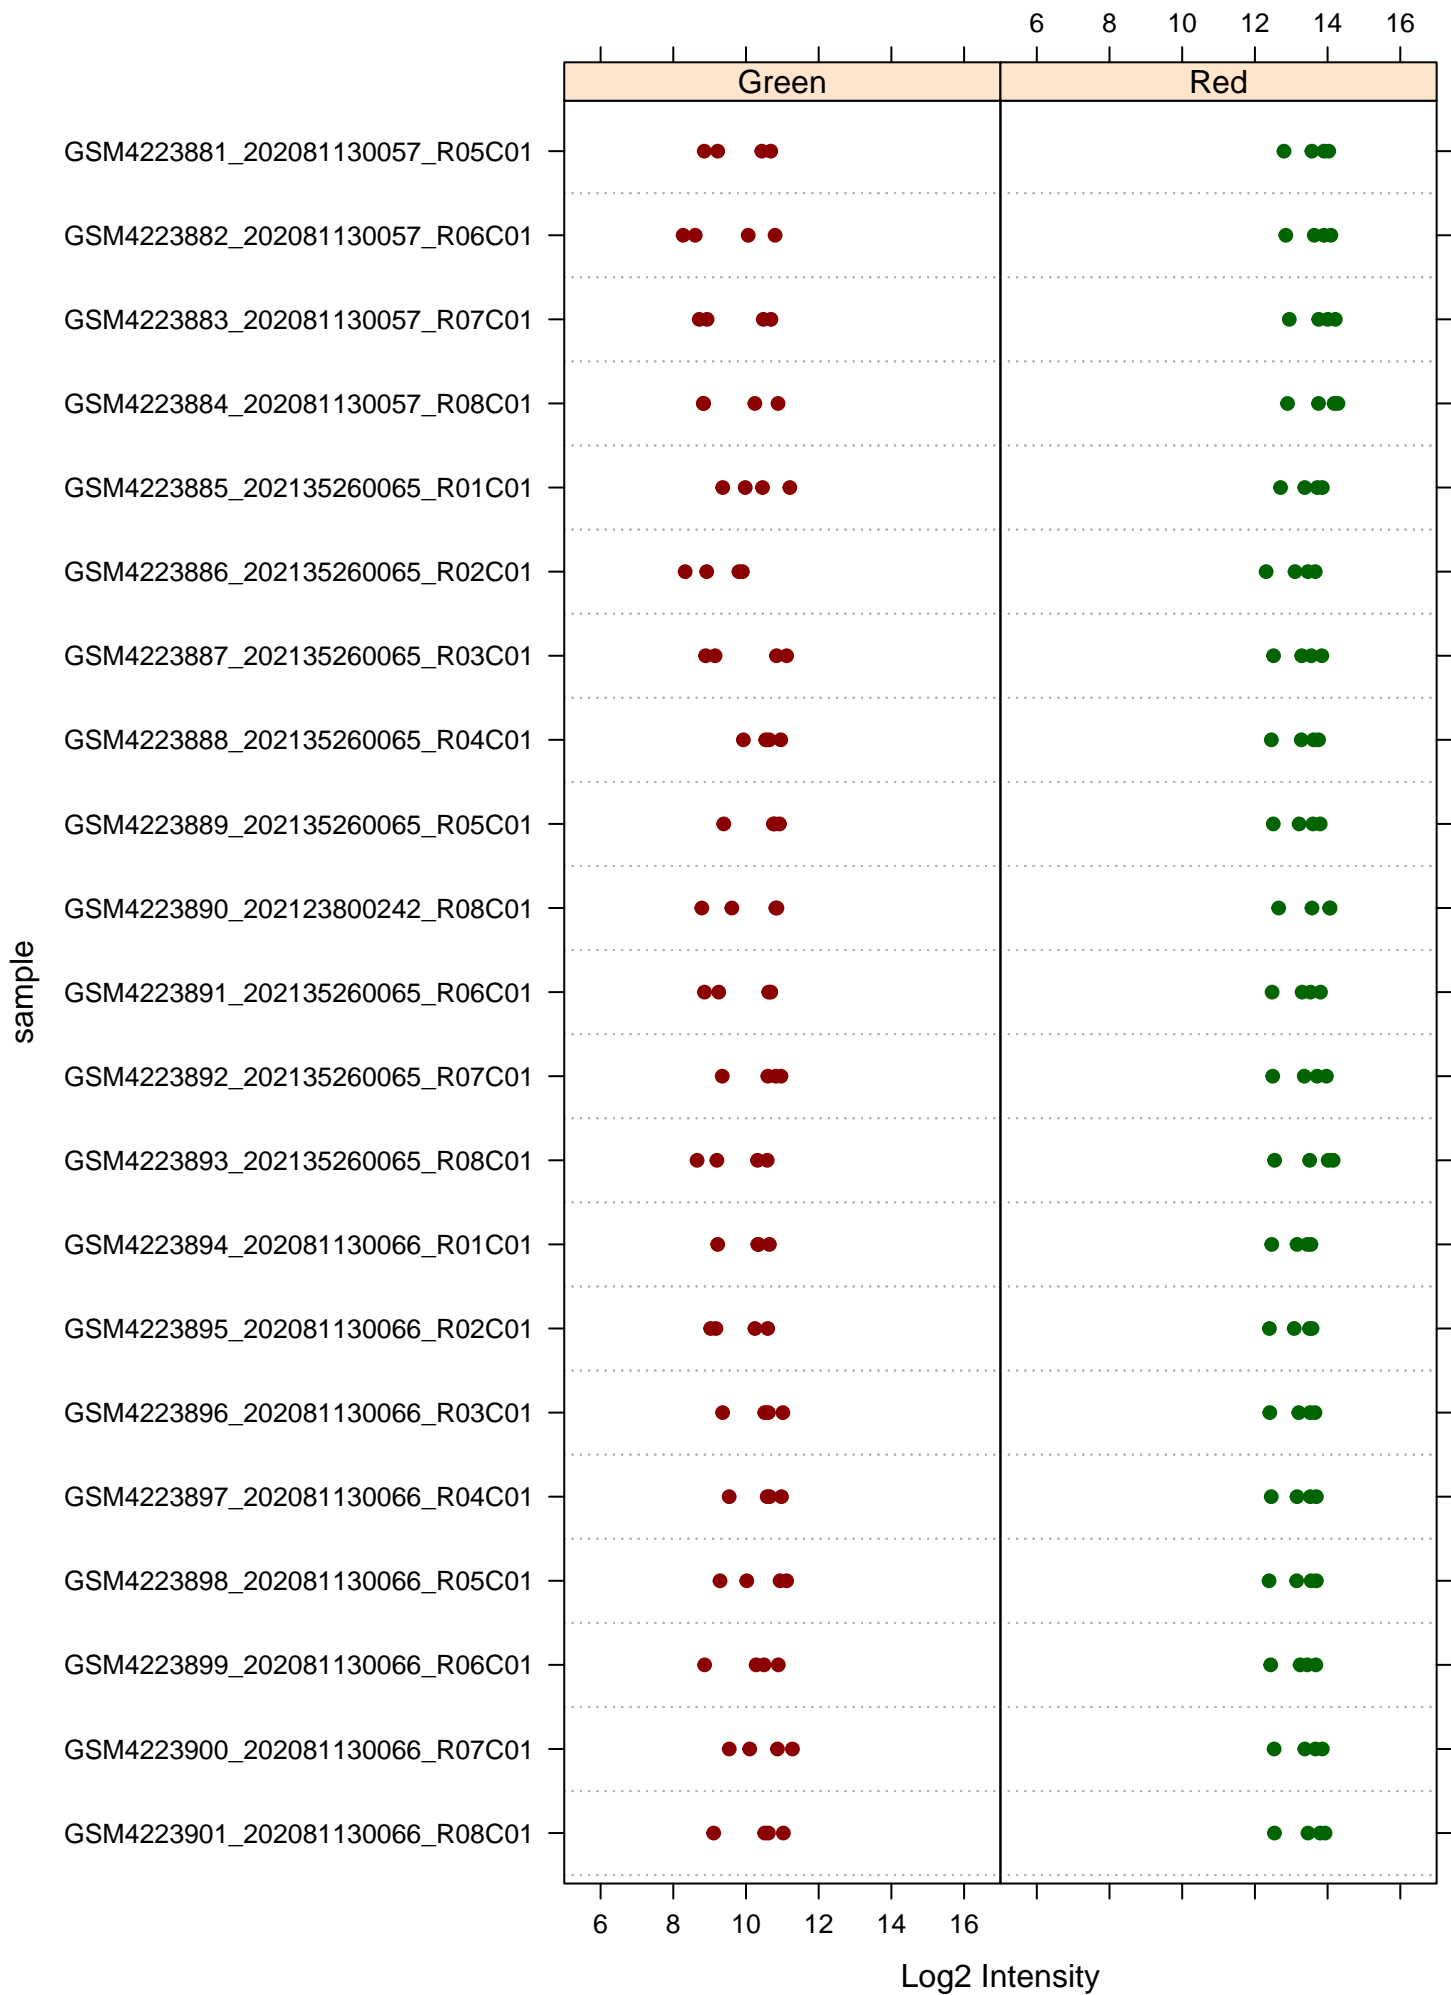 6 8 10 12 14 16
Green Red
GSM4223881_202081130057_R05C01
GSM4223882_202081130057_R06C01
GSM4223883_202081130057_R07C01
GSM4223884_202081130057_R08C01
GSM4223885_202135260065_R01C01
GSM4223886_202135260065_R02C01
GSM4223887_202135260065_R03C01
GSM4223888_202135260065_R04C01
GSM4223889_202135260065_R05C01
GSM4223890_202123800242_R08C01
GSM4223891_202135260065_R06C01
GSM4223892_202135260065_R07C01
GSM4223893_202135260065_R08C01
GSM4223894_202081130066_R01C01
GSM4223895_202081130066_R02C01
GSM4223896_202081130066_R03C01
GSM4223897_202081130066_R04C01
GSM4223898_202081130066_R05C01
GSM4223899_202081130066_R06C01
GSM4223900_202081130066_R07C01
GSM4223901_202081130066_R08C01
sample
6 8 10 12 14 16
Log2 Intensity